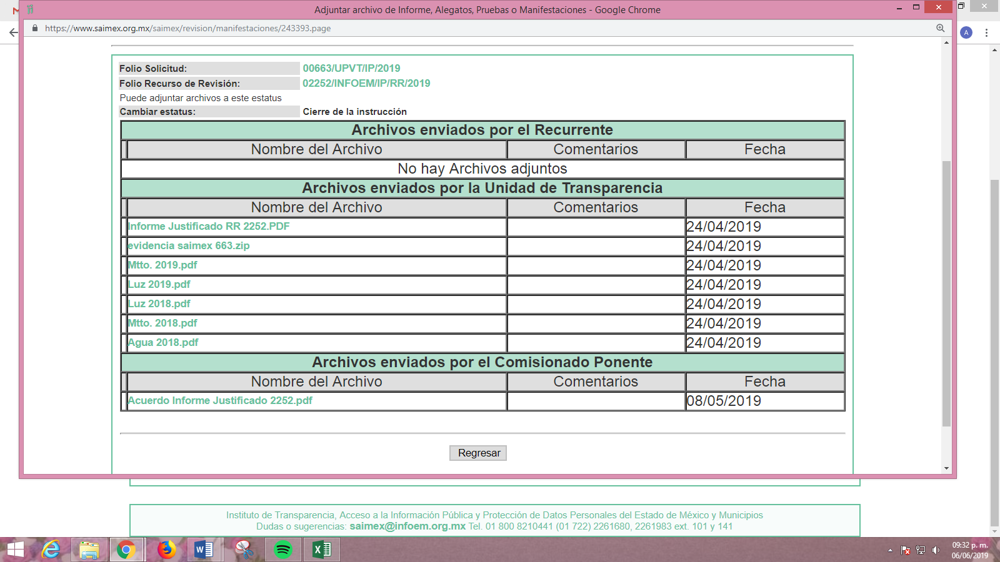 Adjuntar archivo de Informe, Alegatos, Pruebas o Manifestaciones - Google Chrome
https://www.saimex.org.mx/saimex/revision/manifestaciones/243393.page
A
Folio Solicitud: 00663/UPVT/IP/2019
Folio Recurso de Revisión: 02252/INFOEM/IP/RR/2019
Puede adjuntar archivos a este estatus
Cambiar estatus: Cierre de la instrucción
Archivos enviados por el Recurrente
Nombre del Archivo Comentarios Fecha
No hay Archivos adjuntos
Archivos enviados por la Unidad de Transparencia
Nombre del Archivo Comentarios Fecha
Informe Justificado RR 2252.PDF 24/04/2019
evidencia saimex 663.zip 24/04/2019
Mtto. 2019.pdf 24/04/2019
Luz 2019.pdf 24/04/2019
Luz 2018.pdf 24/04/2019
Mtto. 2018.pdf 24/04/2019
Agua 2018.pdf 24/04/2019
Archivos enviados por el Comisionado Ponente
Nombre del Archivo Comentarios Fecha
Acuerdo Informe Justificado 2252.pdf 08/05/2019
Regresar
Instituto de Transparencia, Acceso a la Información Pública y Protección de Datos Personales del Estado de México y Municipios
Dudas o sugerencias: saimex@infoem.org.mx Tel. 01 800 8210441 (01 722) 2261680, 2261983 ext. 101 y 141
09:32 p. m.
06/06/2019